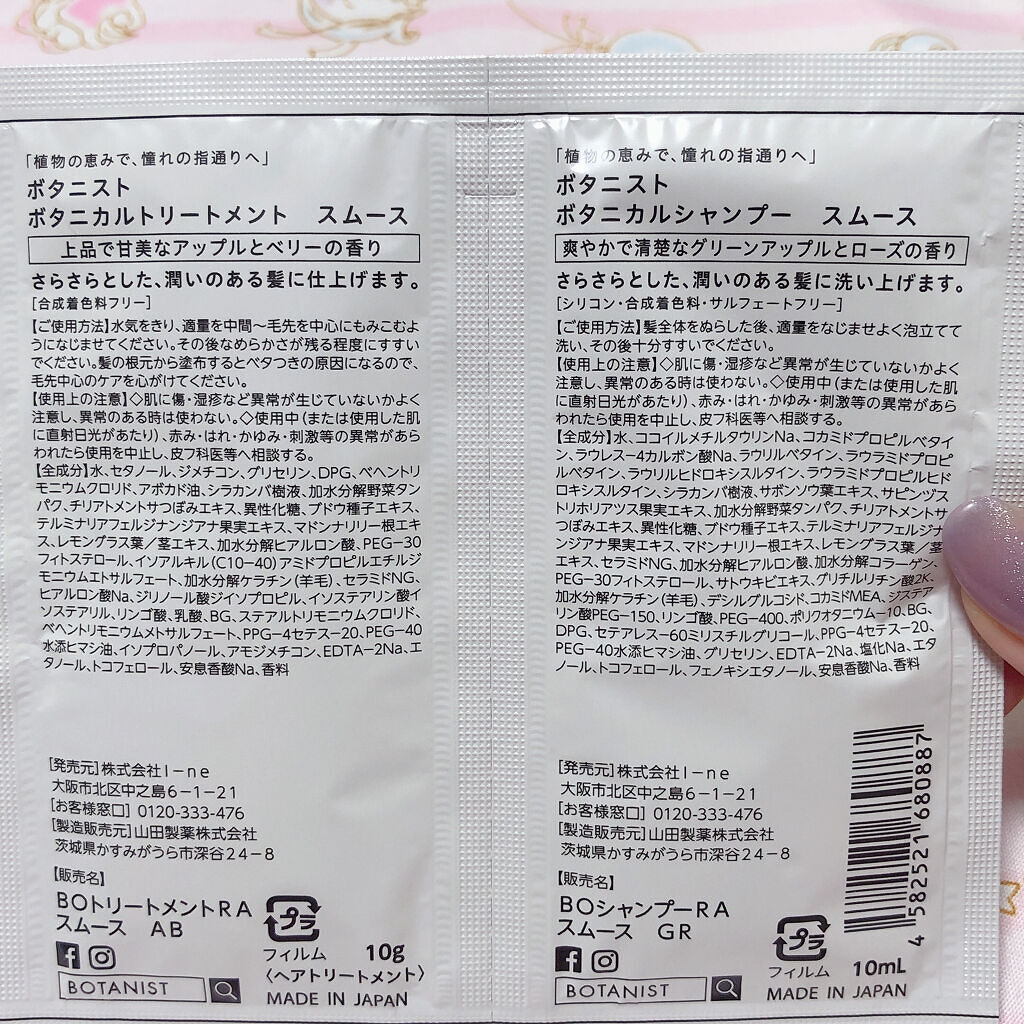 「植物の恵みで、憧れの指通りへ」
ボタニスト
ボタニカルトリートメント スムース
上品で甘美なアップルとベリーの香り
さらさらとした、潤いのある髪に仕上げます。
[合成着色料フリー]
【ご使用方法】水気をきり、適量を中間〜毛先を中心にもみこむよ
うになじませてください。その後なめらかさが残る程度にすすい
でください。髪の根元から塗布するとベタつきの原因になるので、
毛先中心のケアを心がけてください。
【使用上の注意】◇肌に傷・湿疹など異常が生じていないかよく
注意し、異常のある時は使わない。◇使用中(または使用した肌
に直射日光があたり)、赤み・はれ・かゆみ・刺激等の異常があら
われたら使用を中止し、皮フ科医等へ相談する。
【全成分】水、セタノール、ジメチコン、グリセリン、DPG、ベヘントリ
モニウムクロリド、アボカド油、シラカンバ樹液、加水分解野菜タン
パク、チリアトメントサつぼみエキス、異性化糖、ブドウ種子エキス、
テルミナリアフェルジナンジアナ果実エキス、マドンナリリー根エキ
ス、レモングラス葉/茎エキス、加水分解ヒアルロン酸、PEG-30
フィトステロール、イソアルキル(C10-40)アミドプロピルエチルジ
モニウムエトサルフェート、加水分解ケラチン(羊毛)、セラミドNG、
ヒアルロン酸Na、ジリノール酸ジイソプロピル、イソステアリン酸イ
ソステアリル、リンゴ酸、乳酸、BG、ステアルトリモニウムクロリド、
ベヘントリモニウムメトサルフェート、PPG-4セテス-20、PEG-40
水添ヒマシ油、イソプロパノール、アモジメチコン、EDTA-2Na、エ
タノール、トコフェロール、安息香酸Na、香料
[発売元]株式会社I-ne
大阪市北区中之島6-1-21
[お客様窓口] 0120-333-476
[製造販売元]山田製薬株式会社
茨城県かすみがうら市深谷24-8
【販売名】
BOトリートメントRA
スムース AB
プラ
フィルム
10g
〈ヘアトリートメント〉
BOTANIST
MADE IN JAPAN
「植物の恵みで、憧れの指通りへ」
ボタニスト
ボタニカルシャンプー スムース
爽やかで清楚なグリーンアップルとローズの香り
さらさらとした、潤いのある髪に洗い上げます。
[シリコン・合成着色料・サルフェートフリー]
【ご使用方法】髪全体をぬらした後、適量をなじませよく泡立てて
洗い、その後十分すすいでください。
【使用上の注意】◇肌に傷・湿疹など異常が生じていないかよく
注意し、異常のある時は使わない。◇使用中(または使用した肌
に直射日光があたり)、赤み・はれ・かゆみ・刺激等の異常があら
われたら使用を中止し、皮フ科医等へ相談する。
【全成分】水、ココイルメチルタウリンNa、コカミドプロピルベタイ
ン、ラウレス-4カルボン酸Na、ラウリルベタイン、ラウラミドプロピ
ルベタイン、ラウリルヒドロキシスルタイン、ラウラミドプロピルヒド
ロキシスルタイン、シラカンバ樹液、サボンソウ葉エキス、サピンヅス
トリホリアツス果実エキス、加水分解野菜タンパク、チリアトメントサ
つぼみエキス、異性化糖、ブドウ種子エキス、テルミナリアフェルジナ
ンジアナ果実エキス、マドンナリリー根エキス、レモングラス葉/茎
エキス、セラミドNG、加水分解ヒアルロン酸、加水分解コラーゲン、
PEG-30フィトステロール、サトウキビエキス、グリチルリチン酸2K、
加水分解ケラチン(羊毛)、デシルグルコシド、コカミドMEA、ジステア
リン酸PEG-150、リンゴ酸、PEG-400、ポリクオタニウム-10、BG、
DPG、セテアレス-60ミリスチルグリコール、PPG-4セテス-20、
PEG-40水添ヒマシ油、グリセリン、EDTA-2Na、塩化Na、エタ
ノール、トコフェロール、フェノキシエタノール、安息香酸Na、香料
[発売元]株式会社I-ne
大阪市北区中之島6-1-21
[お客様窓口] 0120-333-476
[製造販売元]山田製薬株式会社
茨城県かすみがうら市深谷24-8
【販売名】
BOシャンプーRA
スムース GR
プラ
フィルム
10mL
BOTANIST
MADE IN JAPAN
4 582521 680887